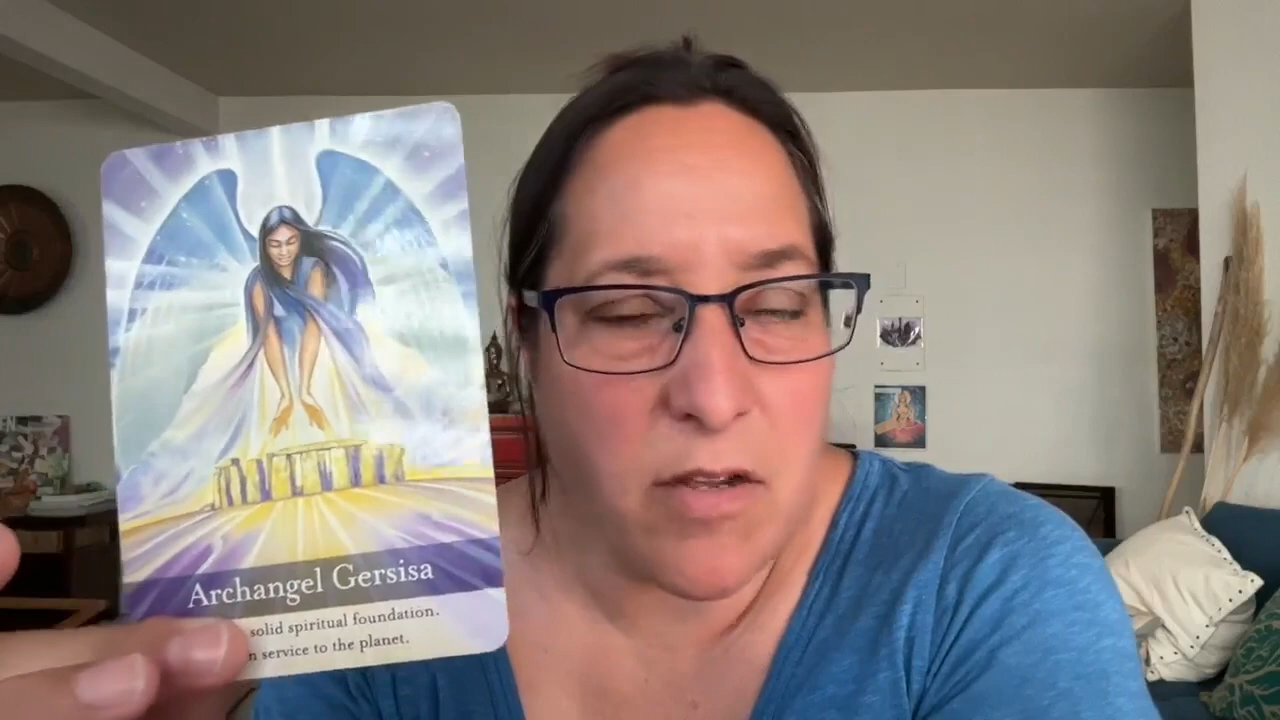 Archangel Gersisa
solid spiritual foundation.
service to the planet.